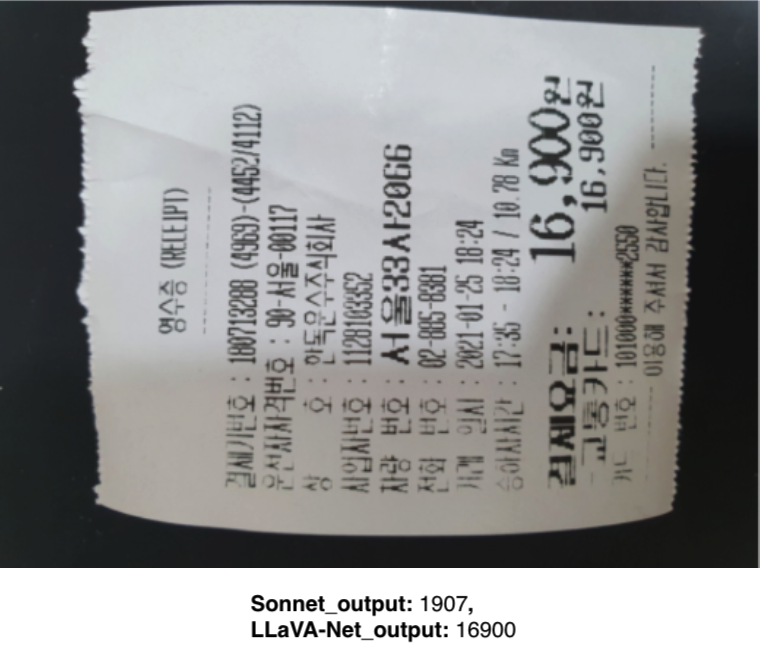 영수증 (RECEIPT)
결제기번호 : 180713288 (4969)-(4452/4112)
운전자자격번호 : 90-서울-00117
상 호 : 한독운수주식회사
사업자번호 : 1128103352
차량 번호 : 서울33사2066
전화 번호 : 02-885-8381
거래 일시 : 2021-01-25 18:24
승하차시간 : 17:35 - 18:24 / 10.78 Km
결제요금: 16,900원
- 교통카드: 16,900원
카드 번호 : 101000******2550
이용해 주셔서 감사합니다.
Sonnet_output: 1907,
LLaVA-Net_output: 16900